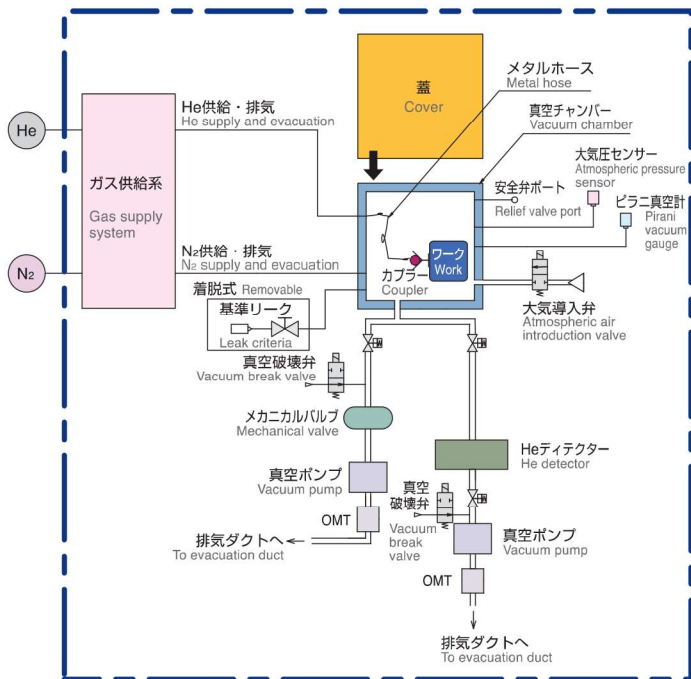 蓋
Cover
メタルホース
Metal hose
真空チャンバー
Vacuum chamber
大気圧センサー
Atmospheric pressure
sensor
安全弁ポート
Relief valve port
ピラニ真空計
Pirani
vacuum
gauge
He
He供給・排気
He supply and evacuation
ガス供給系
Gas supply
system
N₂
N₂供給・排気
N₂ supply and evacuation
ワーク
Work
カプラー
Coupler
着脱式 Removable
基準リーク
Leak criteria
大気導入弁
Atmospheric air
introduction valve
真空破壊弁
Vacuum break valve
メカニカルバルブ
Mechanical valve
Heディテクター
He detector
真空ポンプ
Vacuum pump
真空
破壊弁
Vacuum
break
valve
OMT
排気ダクトへ
To evacuation duct
真空ポンプ
Vacuum pump
OMT
排気ダクトへ
To evacuation duct